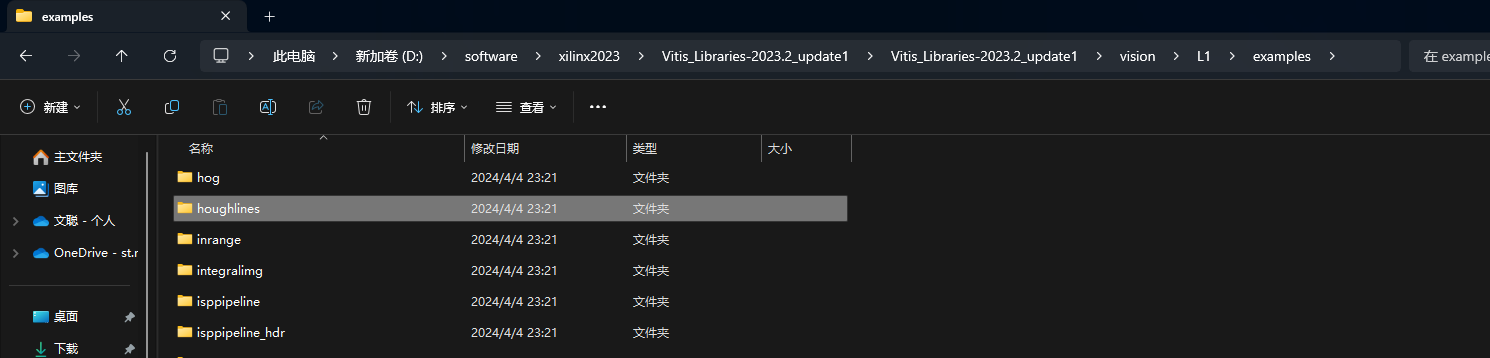 examples
此电脑 新加卷 (D:) software xilinx2023 Vitis_Libraries-2023.2_update1 Vitis_Libraries-2023.2_update1 vision L1 examples 在 example
新建 排序 查看
名称 修改日期 类型 大小
主文件夹
图库
文聪 - 个人
OneDrive - st.r
桌面
下载
hog 2024/4/4 23:21 文件夹
houghlines 2024/4/4 23:21 文件夹
inrange 2024/4/4 23:21 文件夹
integralimg 2024/4/4 23:21 文件夹
isppipeline 2024/4/4 23:21 文件夹
isppipeline_hdr 2024/4/4 23:21 文件夹